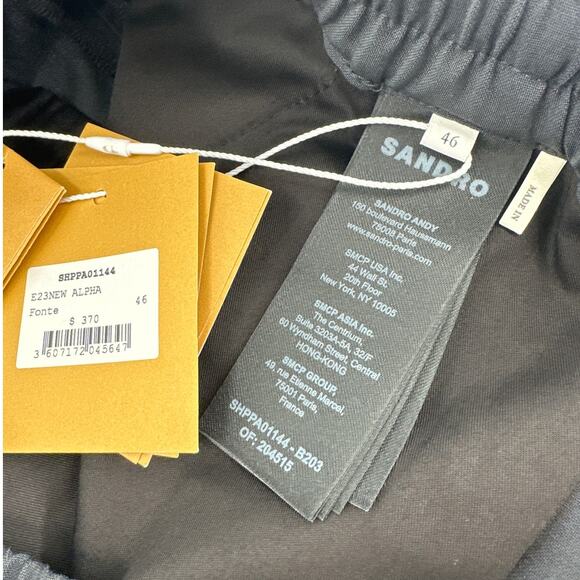 SHPPA01144
E23NEW ALPHA
Fonte 46
$ 370
3 607172 045647
46
SANDRO
SANDRO ANDY
150 boulevard Haussmann
75008 Paris
www.sandro-paris.com
SMCP USA Inc.
44 Wall St.
20th Floor-
New York, NY 10005
SMCP ASIA Inc.
The Centrium,
Suite 3203A-5A, 32/F
60 Wyndham Street, Central
HONG-KONG
SMCP GROUP,
49, rue Etienne Marcel,
75001 Paris,
France
SHPPA01144 - B203
OF: 204515
MADE IN